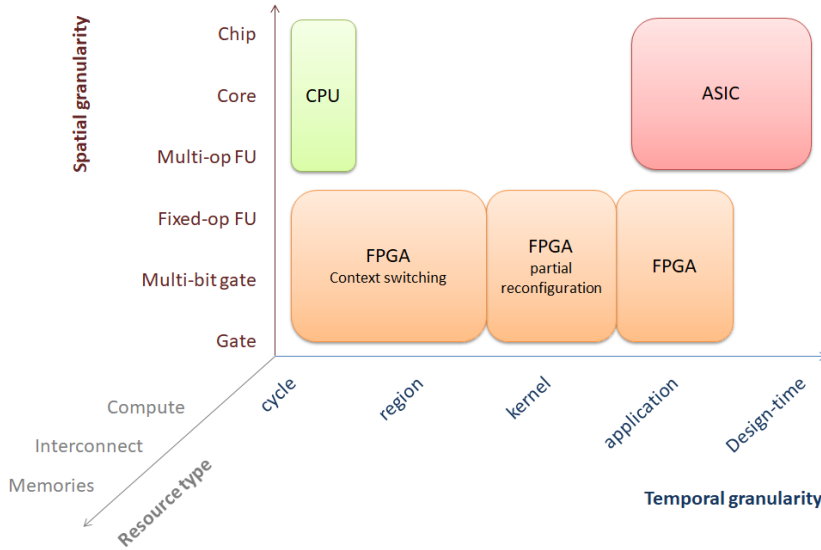 Spatial granularity
Chip
Core
Multi-op FU
Fixed-op FU
Multi-bit gate
Gate
CPU
ASIC
FPGA
Context switching
FPGA
partial
reconfiguration
FPGA
cycle
region
kernel
application
Design-time
Temporal granularity
Compute
Interconnect
Memories
Resource type